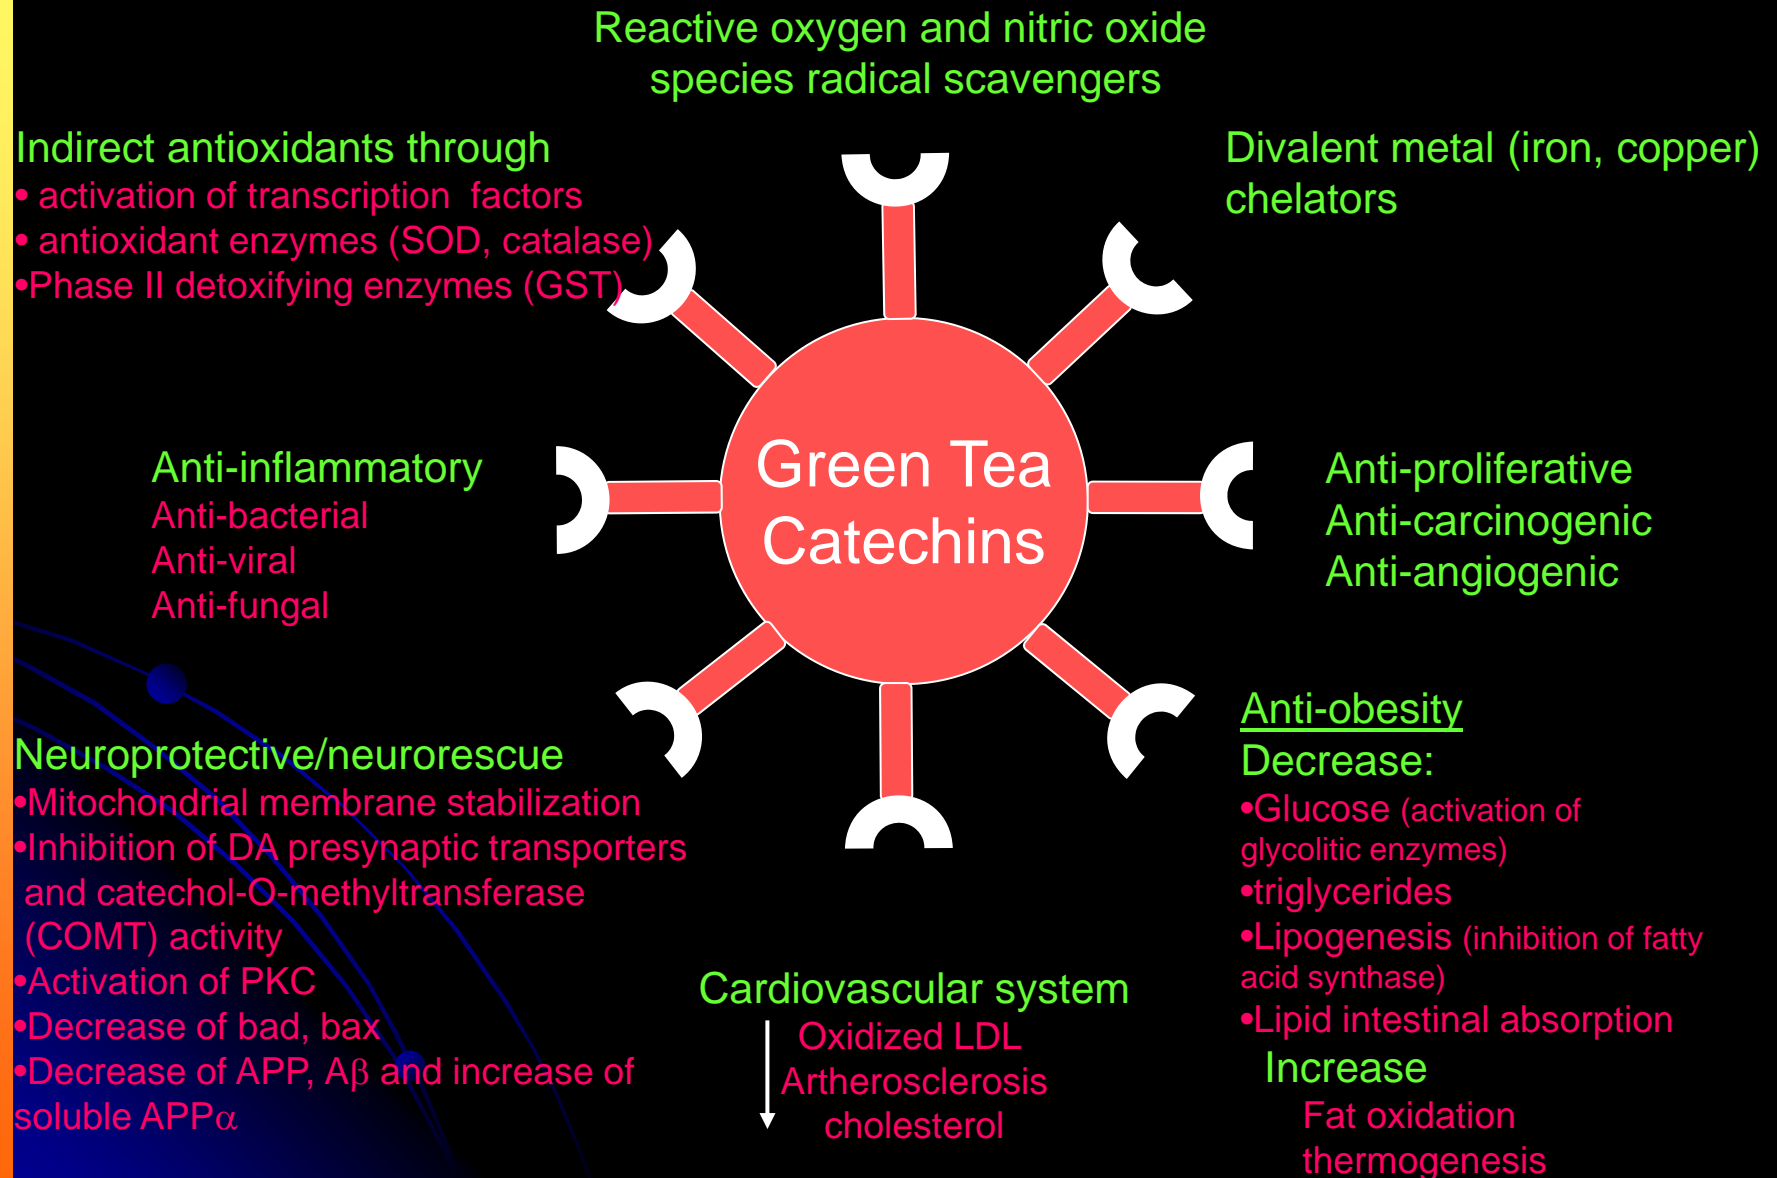 Reactive oxygen and nitric oxide
species radical scavengers
Indirect antioxidants through
• activation of transcription factors
• antioxidant enzymes (SOD, catalase)
•Phase II detoxifying enzymes (GST)
Divalent metal (iron, copper)
chelators
Green Tea
Catechins
Anti-inflammatory
Anti-bacterial
Anti-viral
Anti-fungal
Anti-proliferative
Anti-carcinogenic
Anti-angiogenic
Neuroprotective/neurorescue
•Mitochondrial membrane stabilization
•Inhibition of DA presynaptic transporters
and catechol-O-methyltransferase
(COMT) activity
•Activation of PKC
•Decrease of bad, bax
•Decrease of APP, Aβ and increase of
soluble APPα
Cardiovascular system
Oxidized LDL
Artherosclerosis
cholesterol
Anti-obesity
Decrease:
•Glucose (activation of
glycolitic enzymes)
•triglycerides
•Lipogenesis (inhibition of fatty
acid synthase)
•Lipid intestinal absorption
Increase
Fat oxidation
thermogenesis